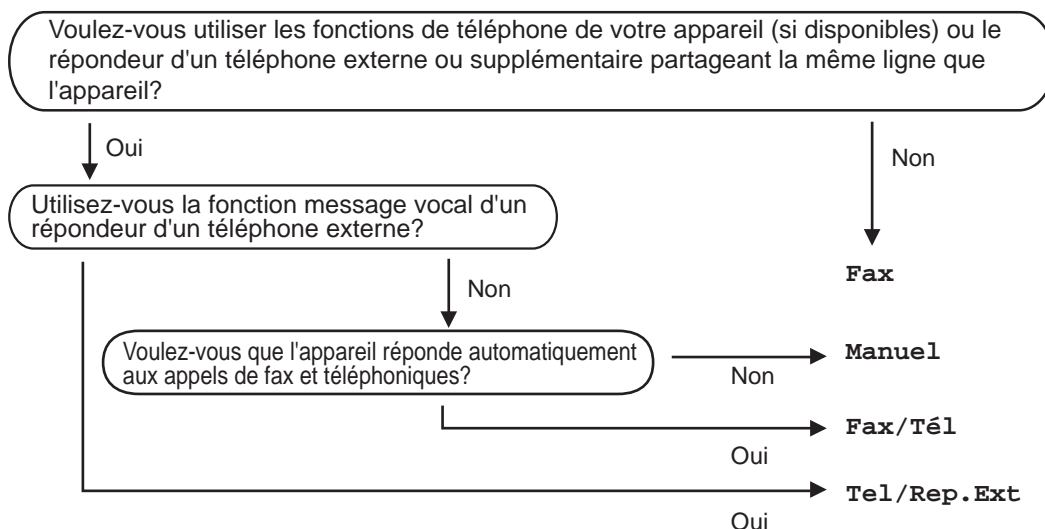 Voulez-vous utiliser les fonctions de téléphone de votre appareil (si disponibles) ou le
répondeur d'un téléphone externe ou supplémentaire partageant la même ligne que
l'appareil?
Oui
Non
Utilisez-vous la fonction message vocal d'un
répondeur d'un téléphone externe?
Fax
Non
Voulez-vous que l'appareil réponde automatiquement
aux appels de fax et téléphoniques?
Manuel
Non
Fax/Tél
Oui
Tel/Rep.Ext
Oui